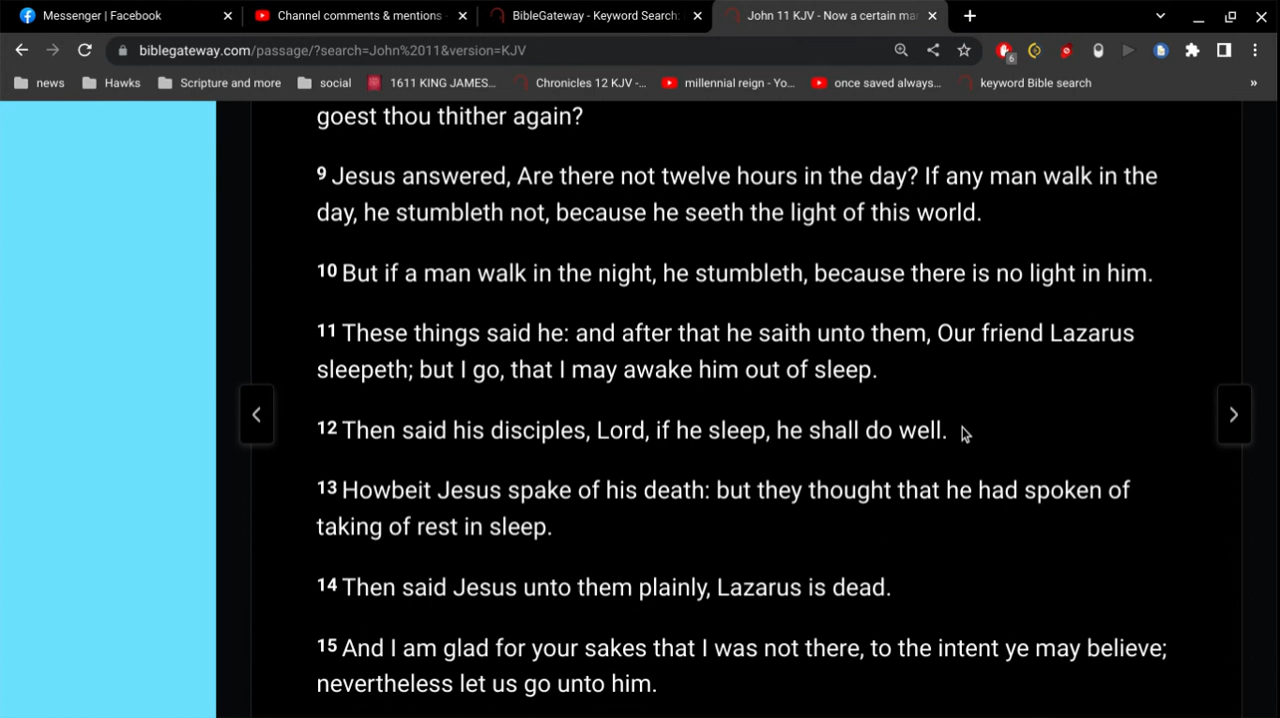 Messenger | Facebook
Channel comments & mentions -
BibleGateway - Keyword Search:
John 11 KJV - Now a certain mar
biblegateway.com/passage/?search=John%2011&version=KJV
6
news
Hawks
Scripture and more
social
1611 KING JAMES...
Chronicles 12 KJV -...
millennial reign - Yo...
once saved always...
keyword Bible search
»
goest thou thither again?
9 Jesus answered, Are there not twelve hours in the day? If any man walk in the
day, he stumbleth not, because he seeth the light of this world.
10 But if a man walk in the night, he stumbleth, because there is no light in him.
11 These things said he: and after that he saith unto them, Our friend Lazarus
sleepeth; but I go, that I may awake him out of sleep.
12 Then said his disciples, Lord, if he sleep, he shall do well.
13 Howbeit Jesus spake of his death: but they thought that he had spoken of
taking of rest in sleep.
14 Then said Jesus unto them plainly, Lazarus is dead.
15 And I am glad for your sakes that I was not there, to the intent ye may believe;
nevertheless let us go unto him.